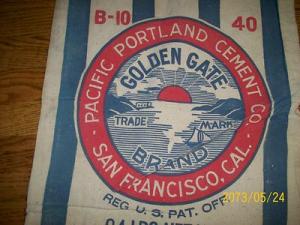 B-10
40
PACIFIC PORTLAND CEMENT CO.
GOLDEN GATE
TRADE MARK
BRAND
SAN FRANCISCO, CAL.
REG U.S. PAT. OFF
2073/05/24